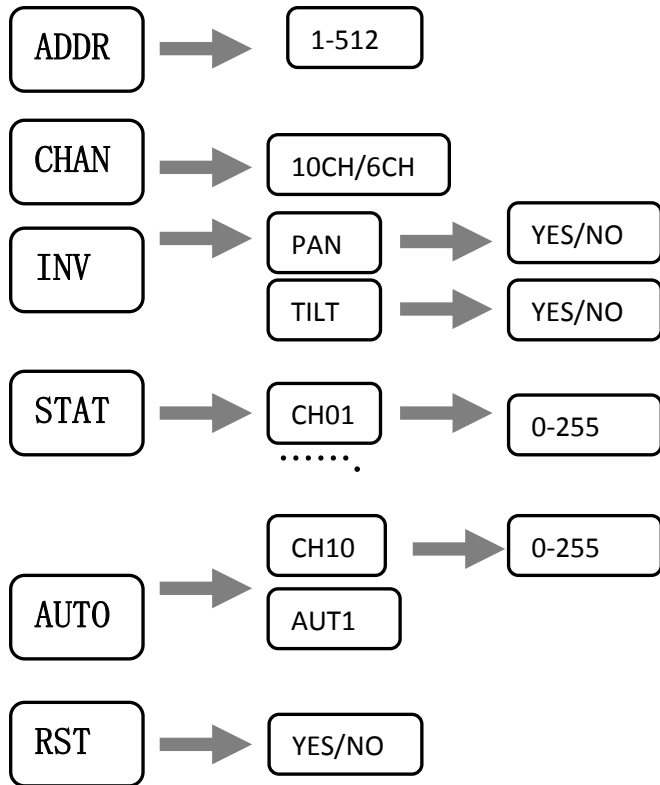 ADDR 1-512
CHAN 10CH/6CH
INV PAN YES/NO
TILT YES/NO
STAT CH01 0-255
.......
CH10 0-255
AUTO AUT1
RST YES/NO